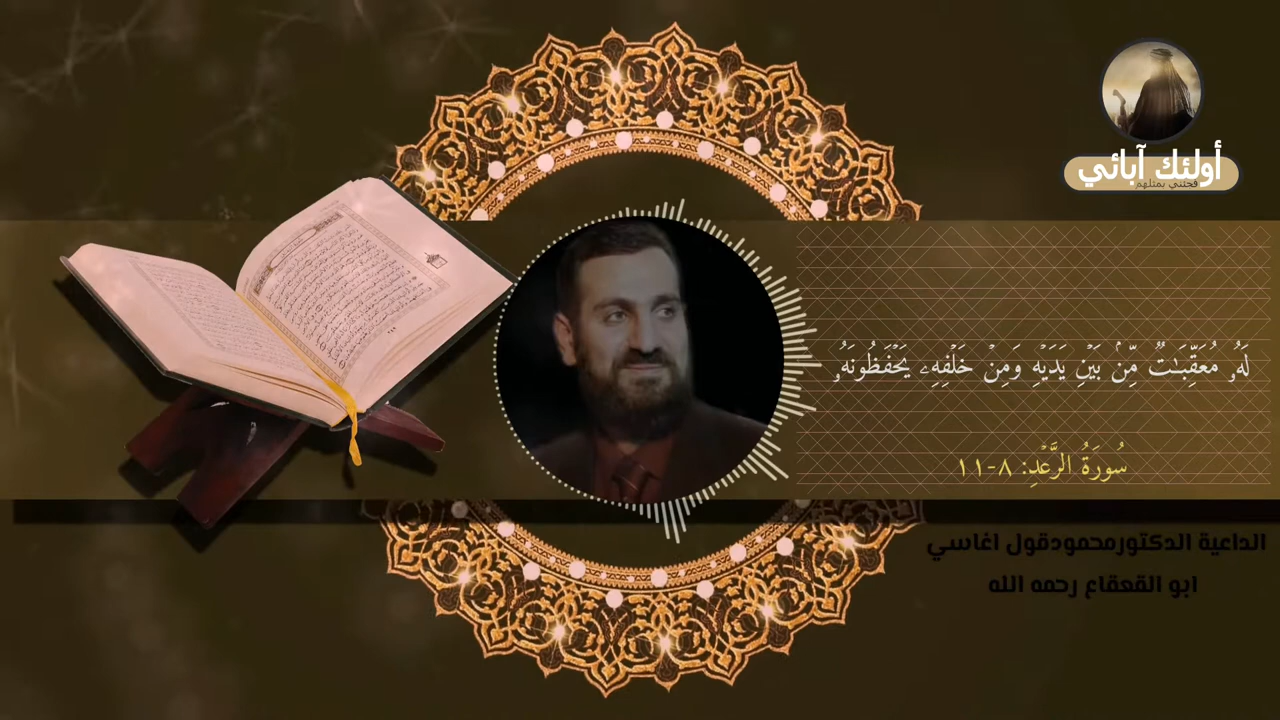 أولئك آبائي
فجئني بمثلهم
لَهُۥ مُعَقِّبَـٰتٌ مِّنۢ بَيْنِ يَدَيْهِ وَمِنْ خَلْفِهِۦ يَحْفَظُونَهُۥ
سُورَةُ الرَّعْدِ: ٨-١١
الداعية الدكتورمحمودقول اغاسي
ابو القعقاع رحمه الله